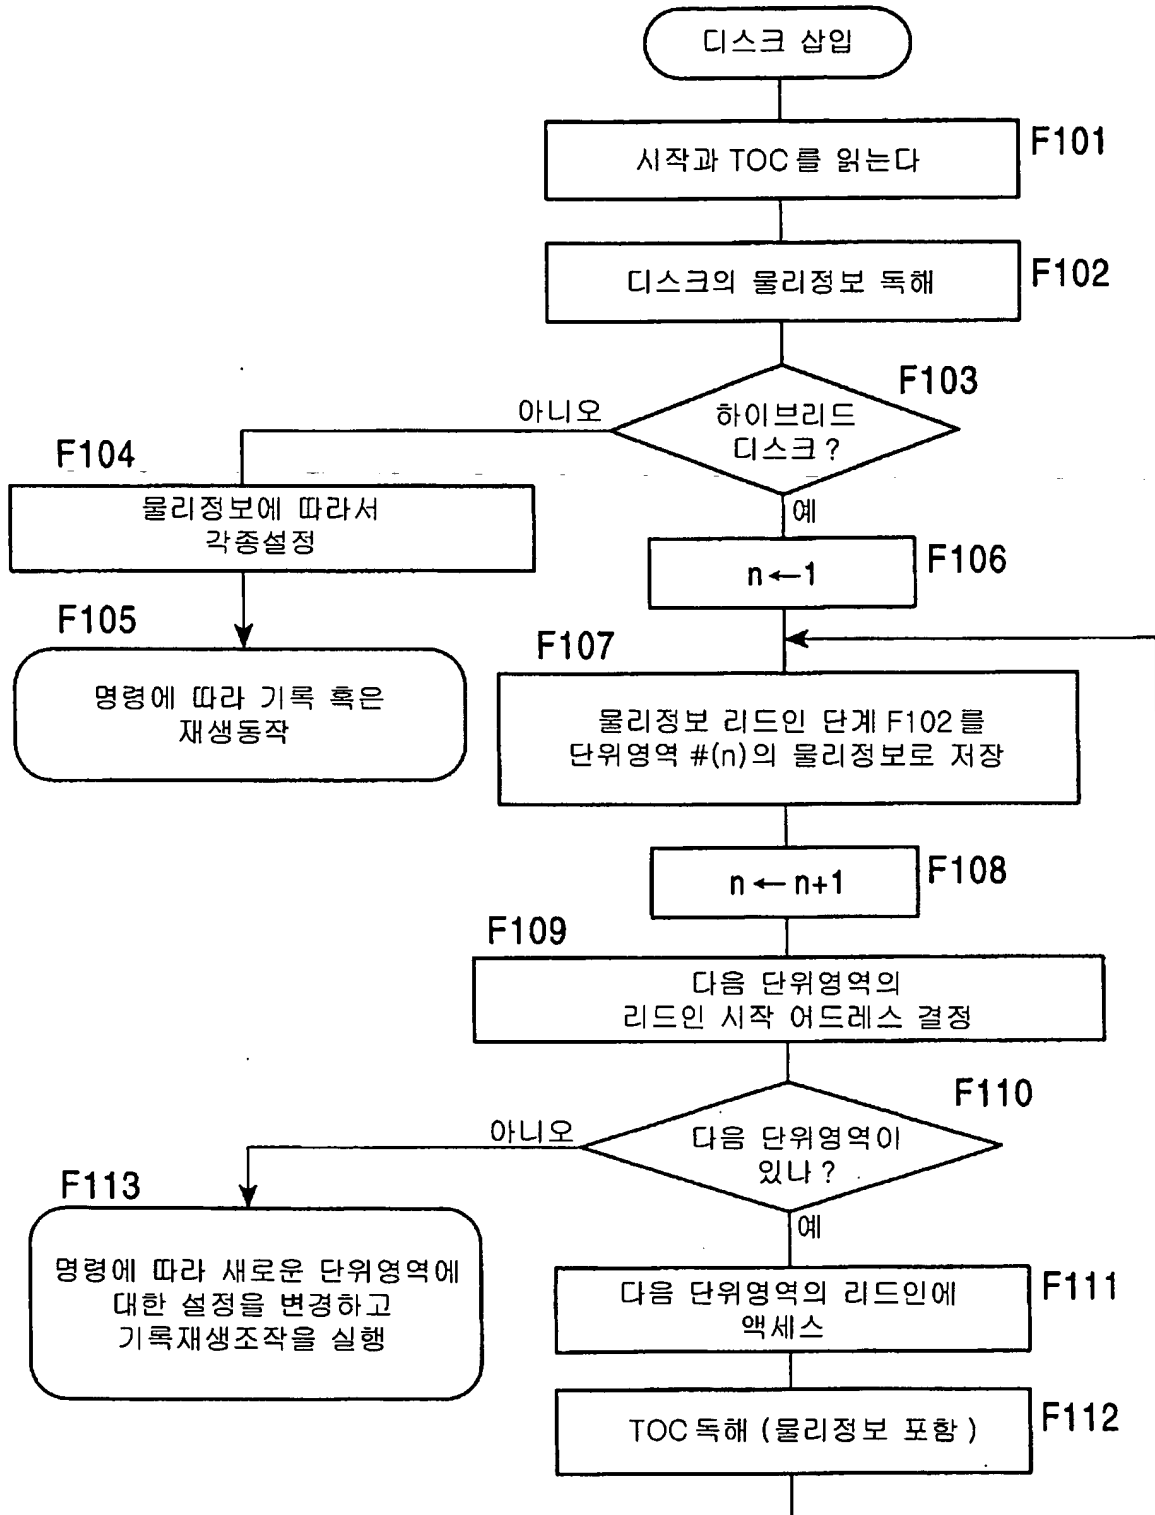 디스크 삽입
시작과 TOC를 읽는다
F101
디스크의 물리정보 독해
F102
하이브리드
디스크?
F103
아니오
예
F104
물리정보에 따라서
각종설정
F105
명령에 따라 기록 혹은
재생동작
n←1
F106
F107
물리정보 리드인 단계 F102를
단위영역 #(n)의 물리정보로 저장
n←n+1
F108
F109
다음 단위영역의
리드인 시작 어드레스 결정
F110
다음 단위영역이
있나?
아니오
예
F113
명령에 따라 새로운 단위영역에
대한 설정을 변경하고
기록재생조작을 실행
다음 단위영역의 리드인에
액세스
F111
TOC 독해 (물리정보 포함)
F112